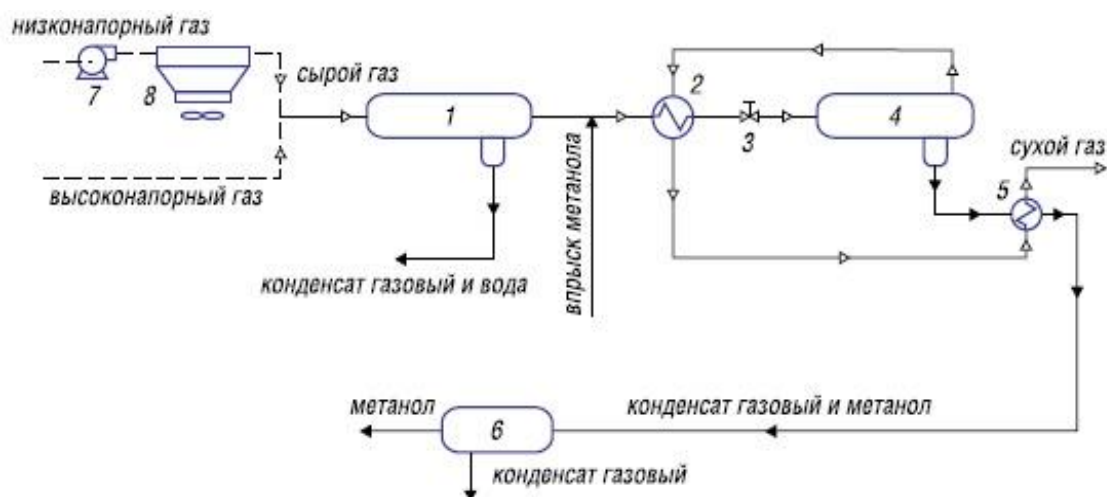 низконапорный газ
7
8
сырой газ
1
2
3
4
5
сухой газ
высоконапорный газ
впрыск метанола
конденсат газовый и вода
метанол
6
конденсат газовый и метанол
конденсат газовый